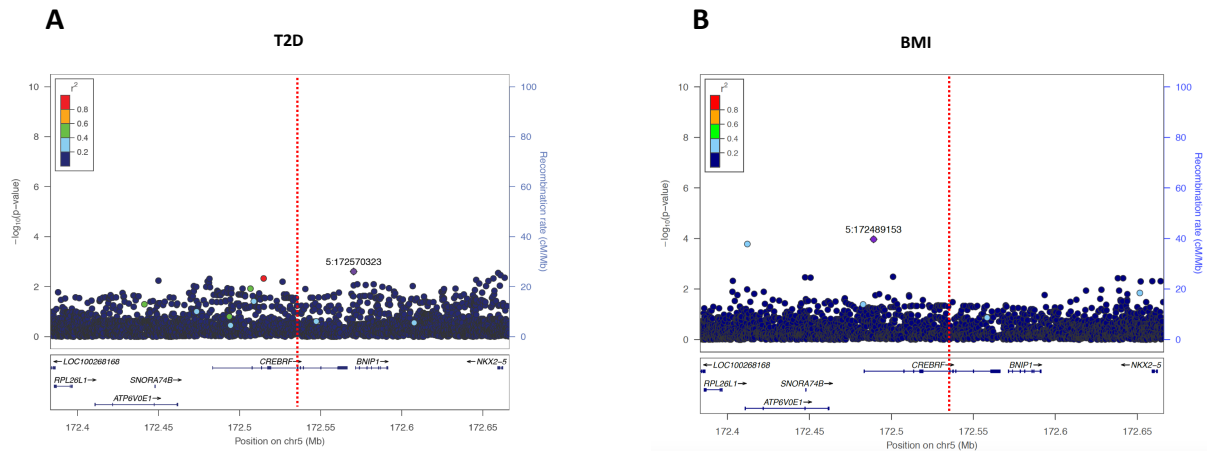 A
T2D
10
8
6
4
2
0
100
80
60
40
20
0
−log10(p−value)
Recombination rate (cM/Mb)
r2
0.8
0.6
0.4
0.2
5:172570323
←LOC100268168
CREBRF→
BNIP1→
←NKX2−5
RPL26L1→
SNORA74B→
ATP6V0E1→
172.4
172.45
172.5
172.55
172.6
172.65
Position on chr5 (Mb)
B
BMI
10
8
6
4
2
0
100
80
60
40
20
0
−log10(p−value)
Recombination rate (cM/Mb)
r2
0.8
0.6
0.4
0.2
5:172489153
←LOC100268168
CREBRF→
BNIP1→
←NKX2−5
RPL26L1→
SNORA74B→
ATP6V0E1→
172.4
172.45
172.5
172.55
172.6
172.65
Position on chr5 (Mb)